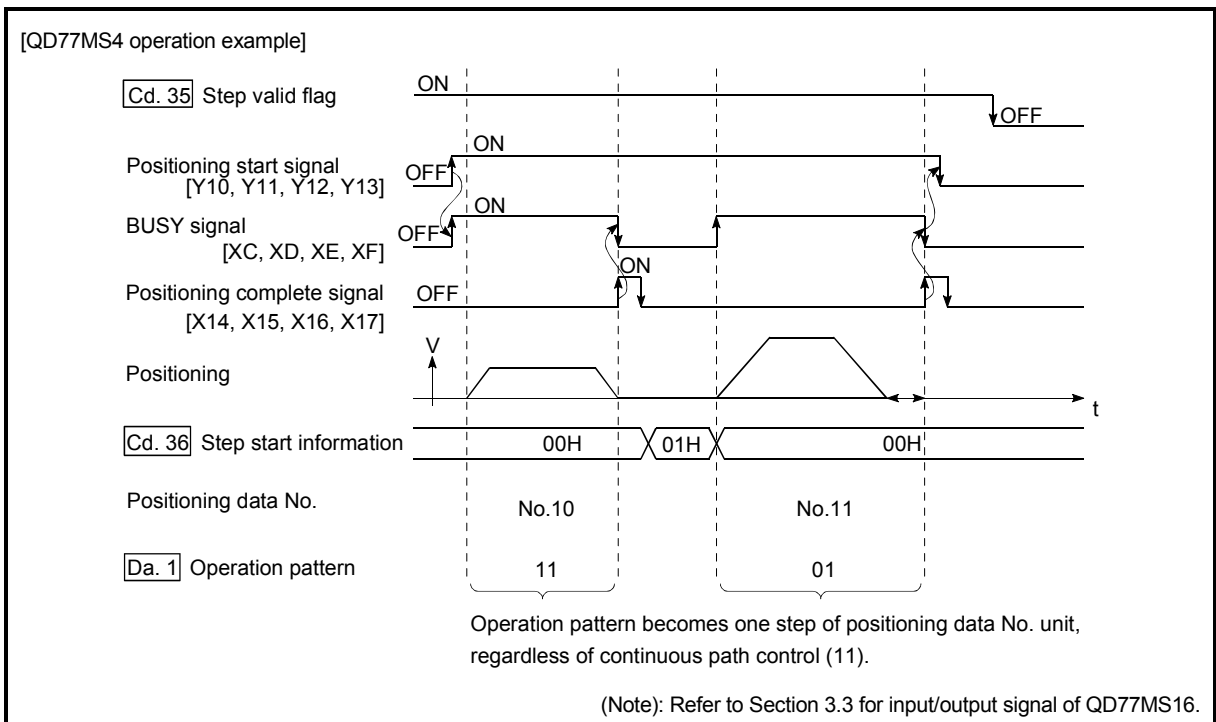 [QD77MS4 operation example]
ON
Cd. 35 Step valid flag
OFF
ON
Positioning start signal
OFF
[Y10, Y11, Y12, Y13]
ON
BUSY signal
OFF
[XC, XD, XE, XF]
ON
Positioning complete signal
OFF
[X14, X15, X16, X17]
V
Positioning
t
Cd. 36 Step start information
00H
01H
00H
Positioning data No.
No.10
No.11
Da. 1 Operation pattern
11
01
Operation pattern becomes one step of positioning data No. unit,
regardless of continuous path control (11).
(Note): Refer to Section 3.3 for input/output signal of QD77MS16.